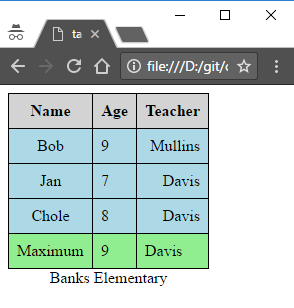 ta
file:///D:/git/c
Name Age Teacher
Bob 9 Mullins
Jan 7 Davis
Chole 8 Davis
Maximum 9 Davis
Banks Elementary